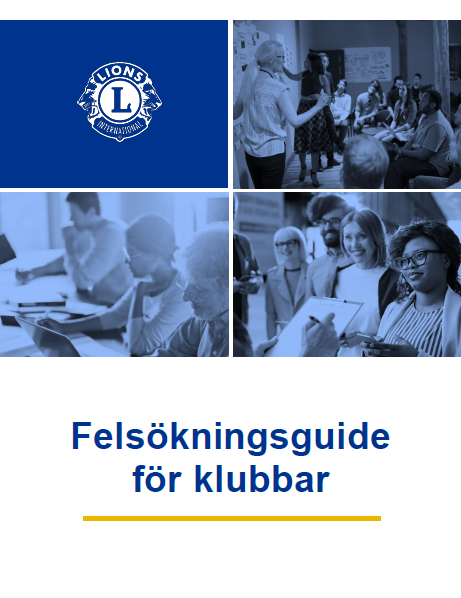 LIONS
L
INTERNATIONAL
Felsökningsguide
för klubbar